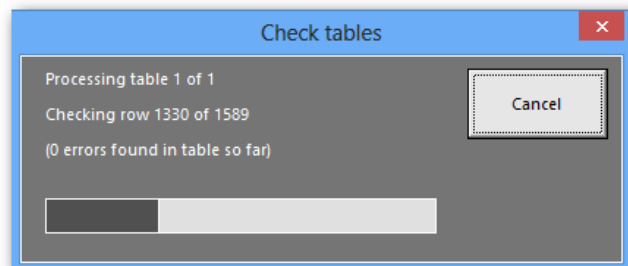 Check tables
Processing table 1 of 1
Checking row 1330 of 1589
(0 errors found in table so far)
Cancel